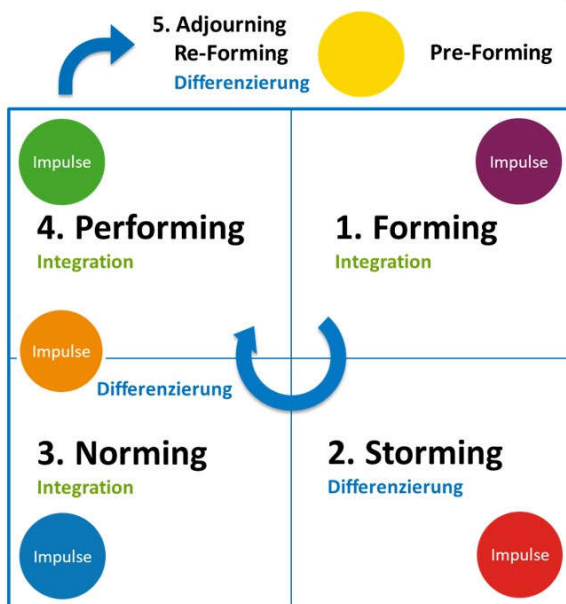 5. Adjourning
Re-Forming
Differenzierung
Pre-Forming
Impulse
4. Performing
Integration
Impulse
1. Forming
Integration
Impulse
Differenzierung
3. Norming
Integration
Impulse
2. Storming
Differenzierung
Impulse